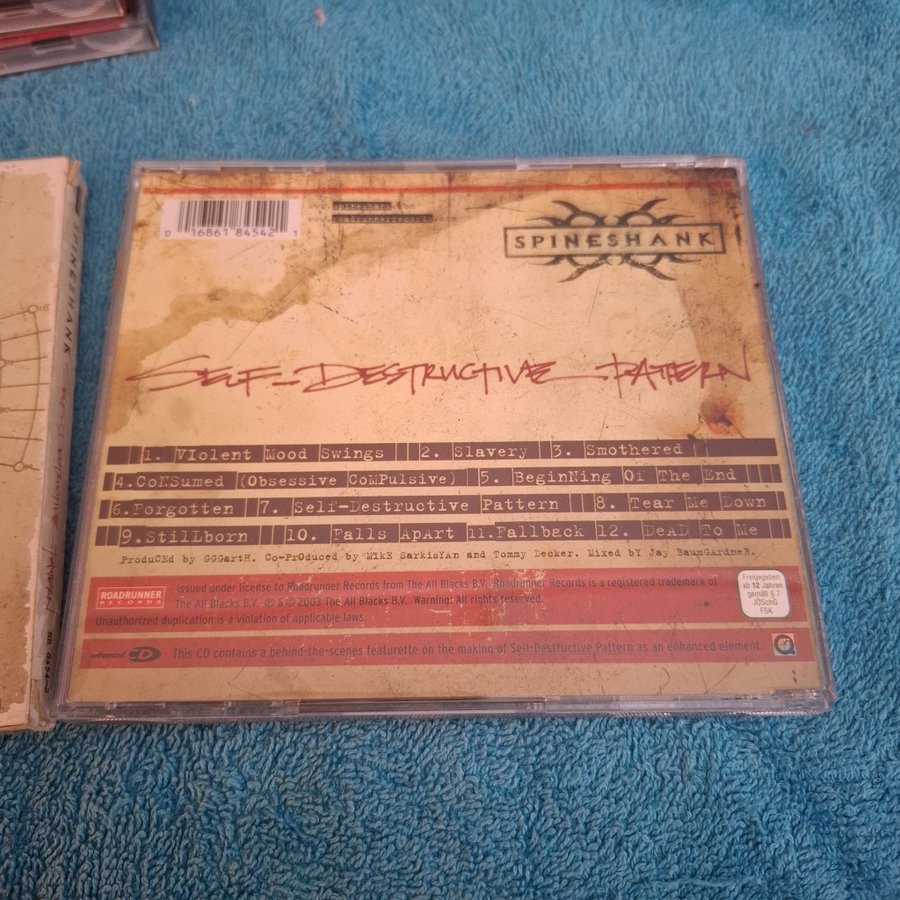 www.spineshank.com
www.roadrunnerrecords.com
0 16861 84542 1
SPINESHANK
SELF-DESTRUCTIVE PATTERN
1. VIolent Mood Swings 2. Slavery 3. Smothered
4.CoNSumed (Obsessive CoMPulsive) 5. BeginNing Of The End
6.Forgotten 7. Self-Destructive Pattern 8. Tear Me Down
9.StiLLborn 10. Falls ApArt 11.Fallback 12. DeAD To Me
ProduCEd by GGGartH. Co-PrOduced by MikE SarkisYAn and Tommy Decker. Mixed bY Jay BaumGArdneR.
ROADRUNNER
RECORDS
issued under license to Roadrunner Records from The All Blacks B.V. Roadrunner Records is a registered trademark of
The All Blacks B.V. ℗ & © 2003 The All Blacks B.V. Warning: All rights reserved.
Unauthorized duplication is a violation of applicable laws.
Freigegeben
ab 12 Jahren
gemäß § 7
JÖSchG
FSK
enhanced CD
This CD contains a behind-the-scenes featurette on the making of Self-Destructive Pattern as an enhanced element.
SPINESHANK